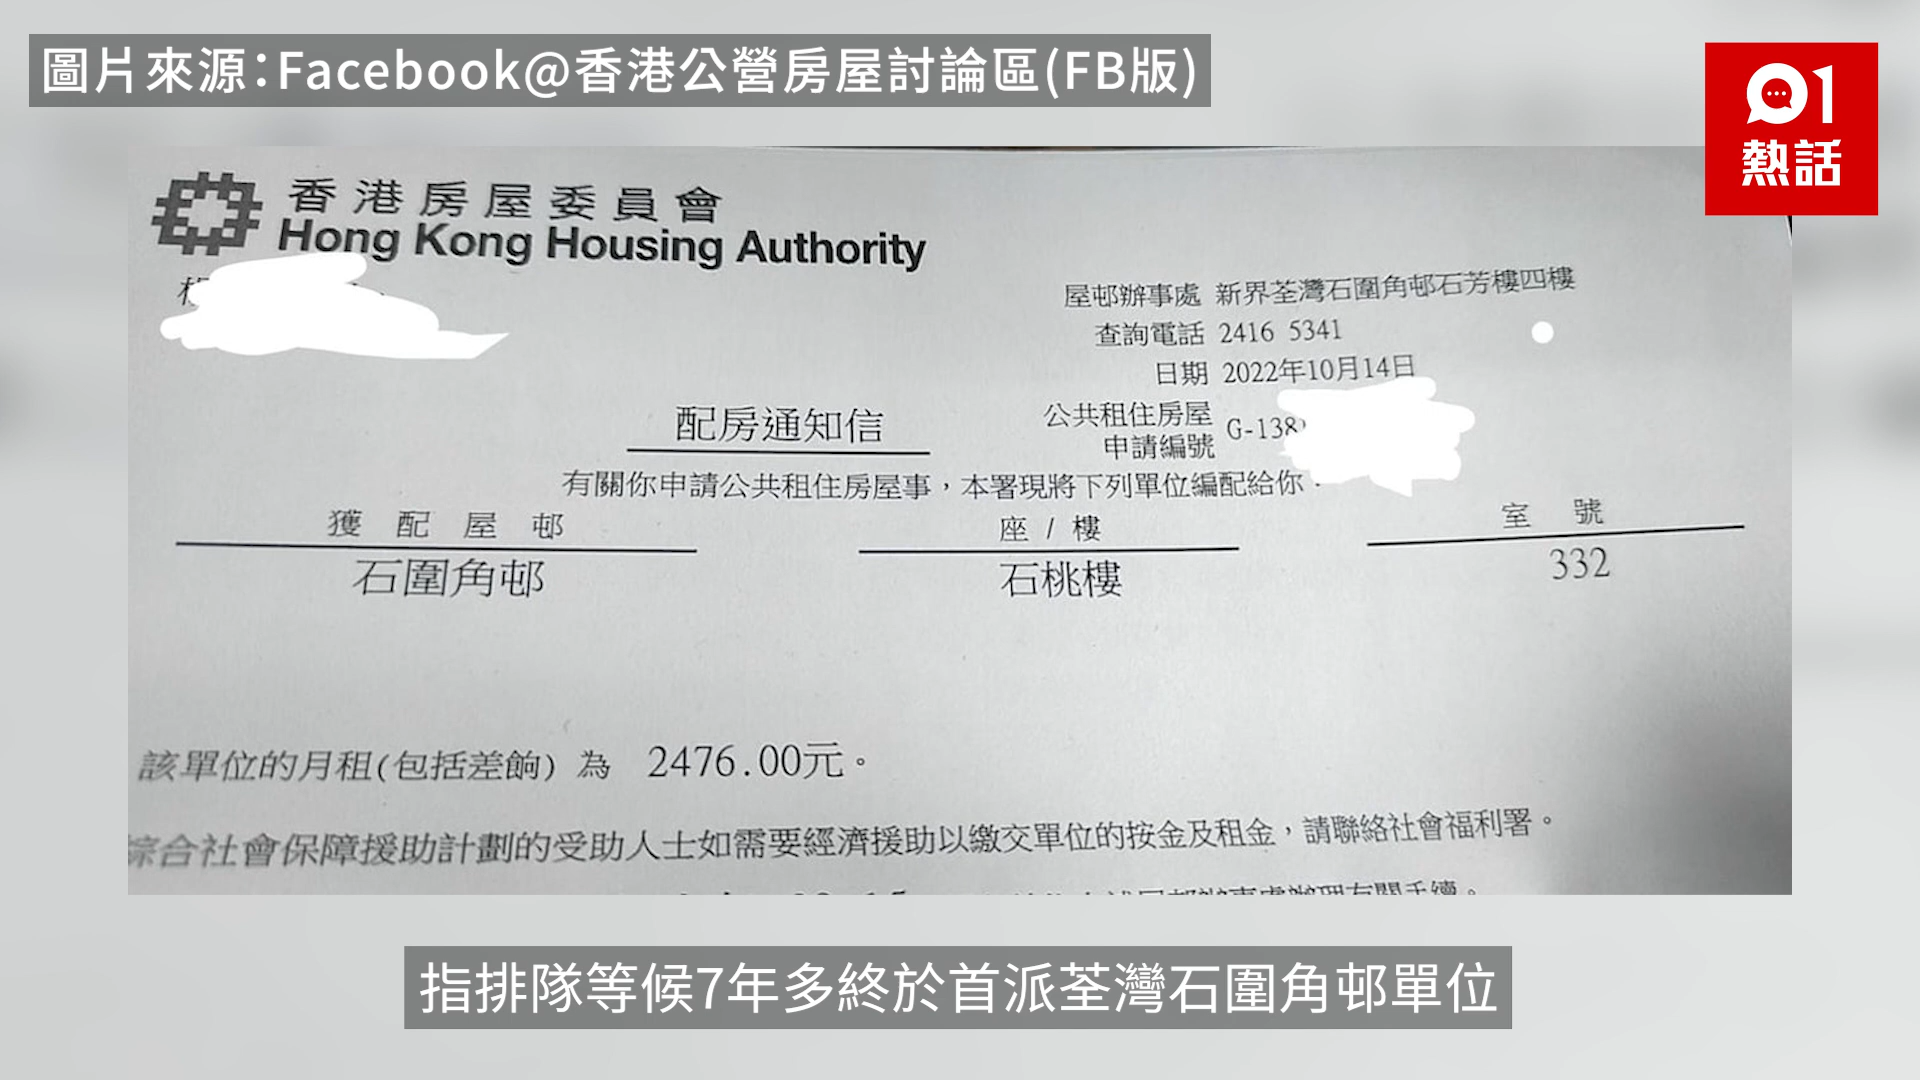 圖片來源：Facebook@香港公營房屋討論區(FB版)
01
熱話
香港房屋委員會
Hong Kong Housing Authority
屋邨辦事處 新界荃灣石圍角邨石芳樓四樓
查詢電話 2416 5341
日期 2022年10月14日
配房通知信
公共租住房屋
申請編號 G-138
有關你申請公共租住房屋事，本署現將下列單位編配給你
獲配屋邨 座 / 樓 室號
石圍角邨 石桃樓 332
該單位的月租(包括差餉) 為 2476.00元。
綜合社會保障援助計劃的受助人士如需要經濟援助以繳交單位的按金及租金，請聯絡社會福利署。
指排隊等候7年多終於首派荃灣石圍角邨單位